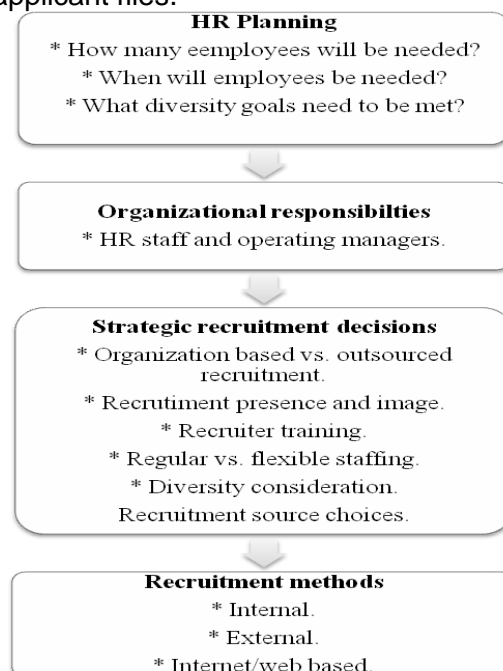 applicant files.
HR Planning
* How many eemployees will be needed?
* When will employees be needed?
* What diversity goals need to be met?
Organizational responsibilties
* HR staff and operating managers.
Strategic recruitment decisions
* Organization based vs. outsourced
recruitment.
* Recrutiment presence and image.
* Recruiter training.
* Regular vs. flexible staffing.
* Diversity consideration.
Recruitment source choices.
Recruitment methods
* Internal.
* External.
* Internet/web based.